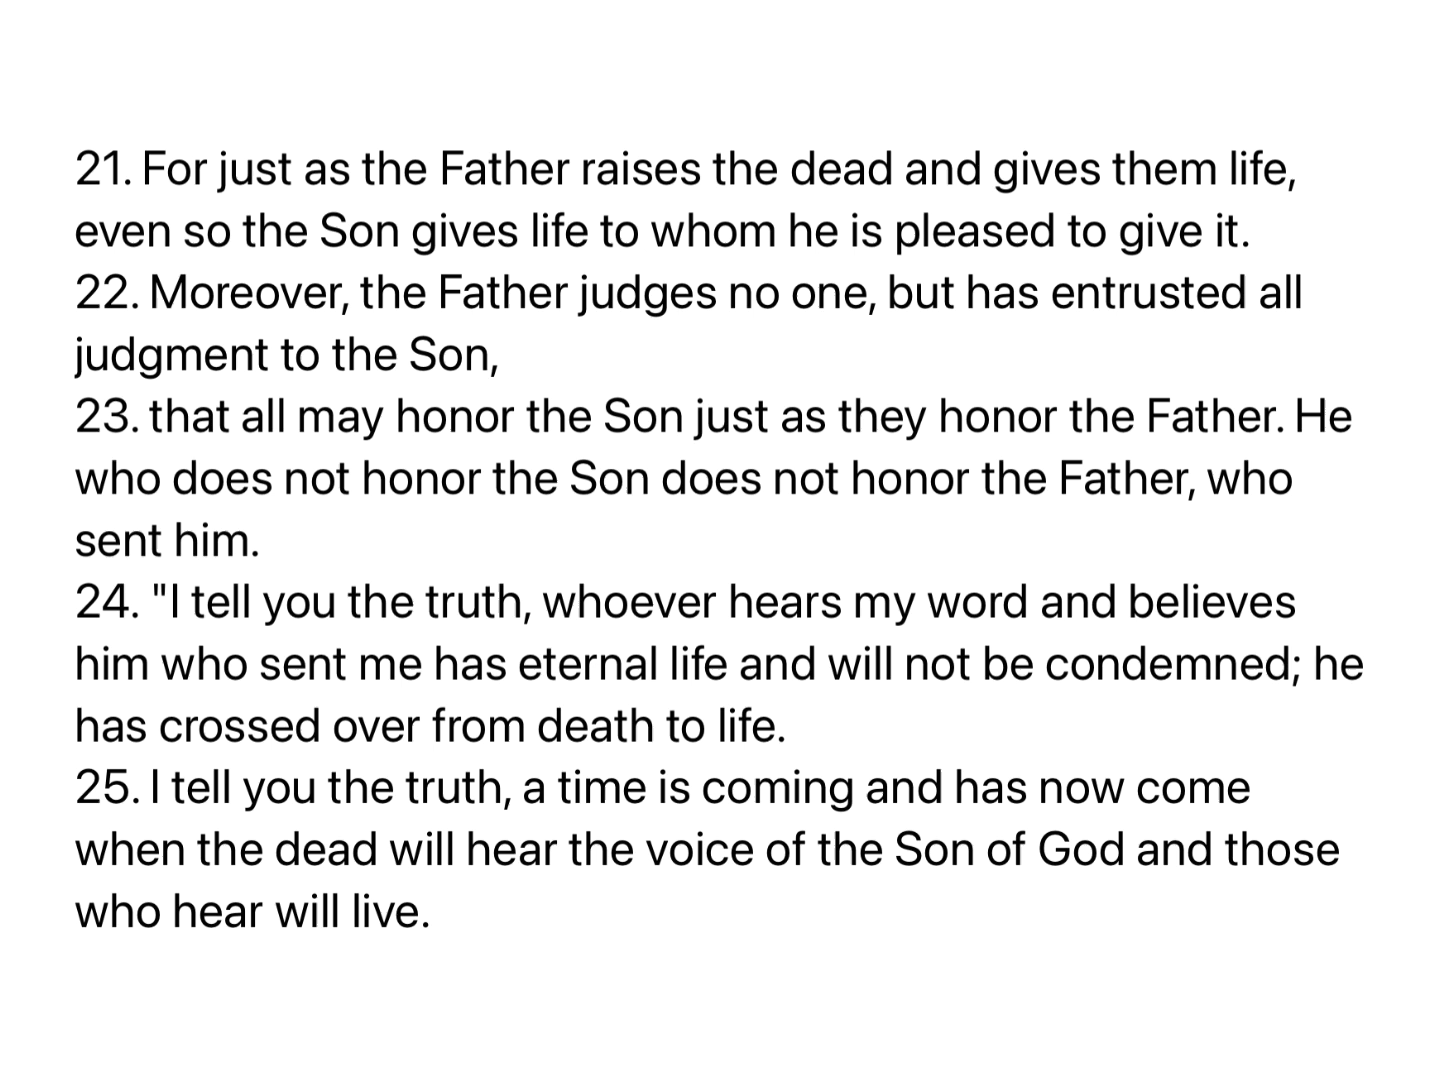 21. For just as the Father raises the dead and gives them life,
even so the Son gives life to whom he is pleased to give it.
22. Moreover, the Father judges no one, but has entrusted all
judgment to the Son,
23. that all may honor the Son just as they honor the Father. He
who does not honor the Son does not honor the Father, who
sent him.
24. "I tell you the truth, whoever hears my word and believes
him who sent me has eternal life and will not be condemned; he
has crossed over from death to life.
25. I tell you the truth, a time is coming and has now come
when the dead will hear the voice of the Son of God and those
who hear will live.